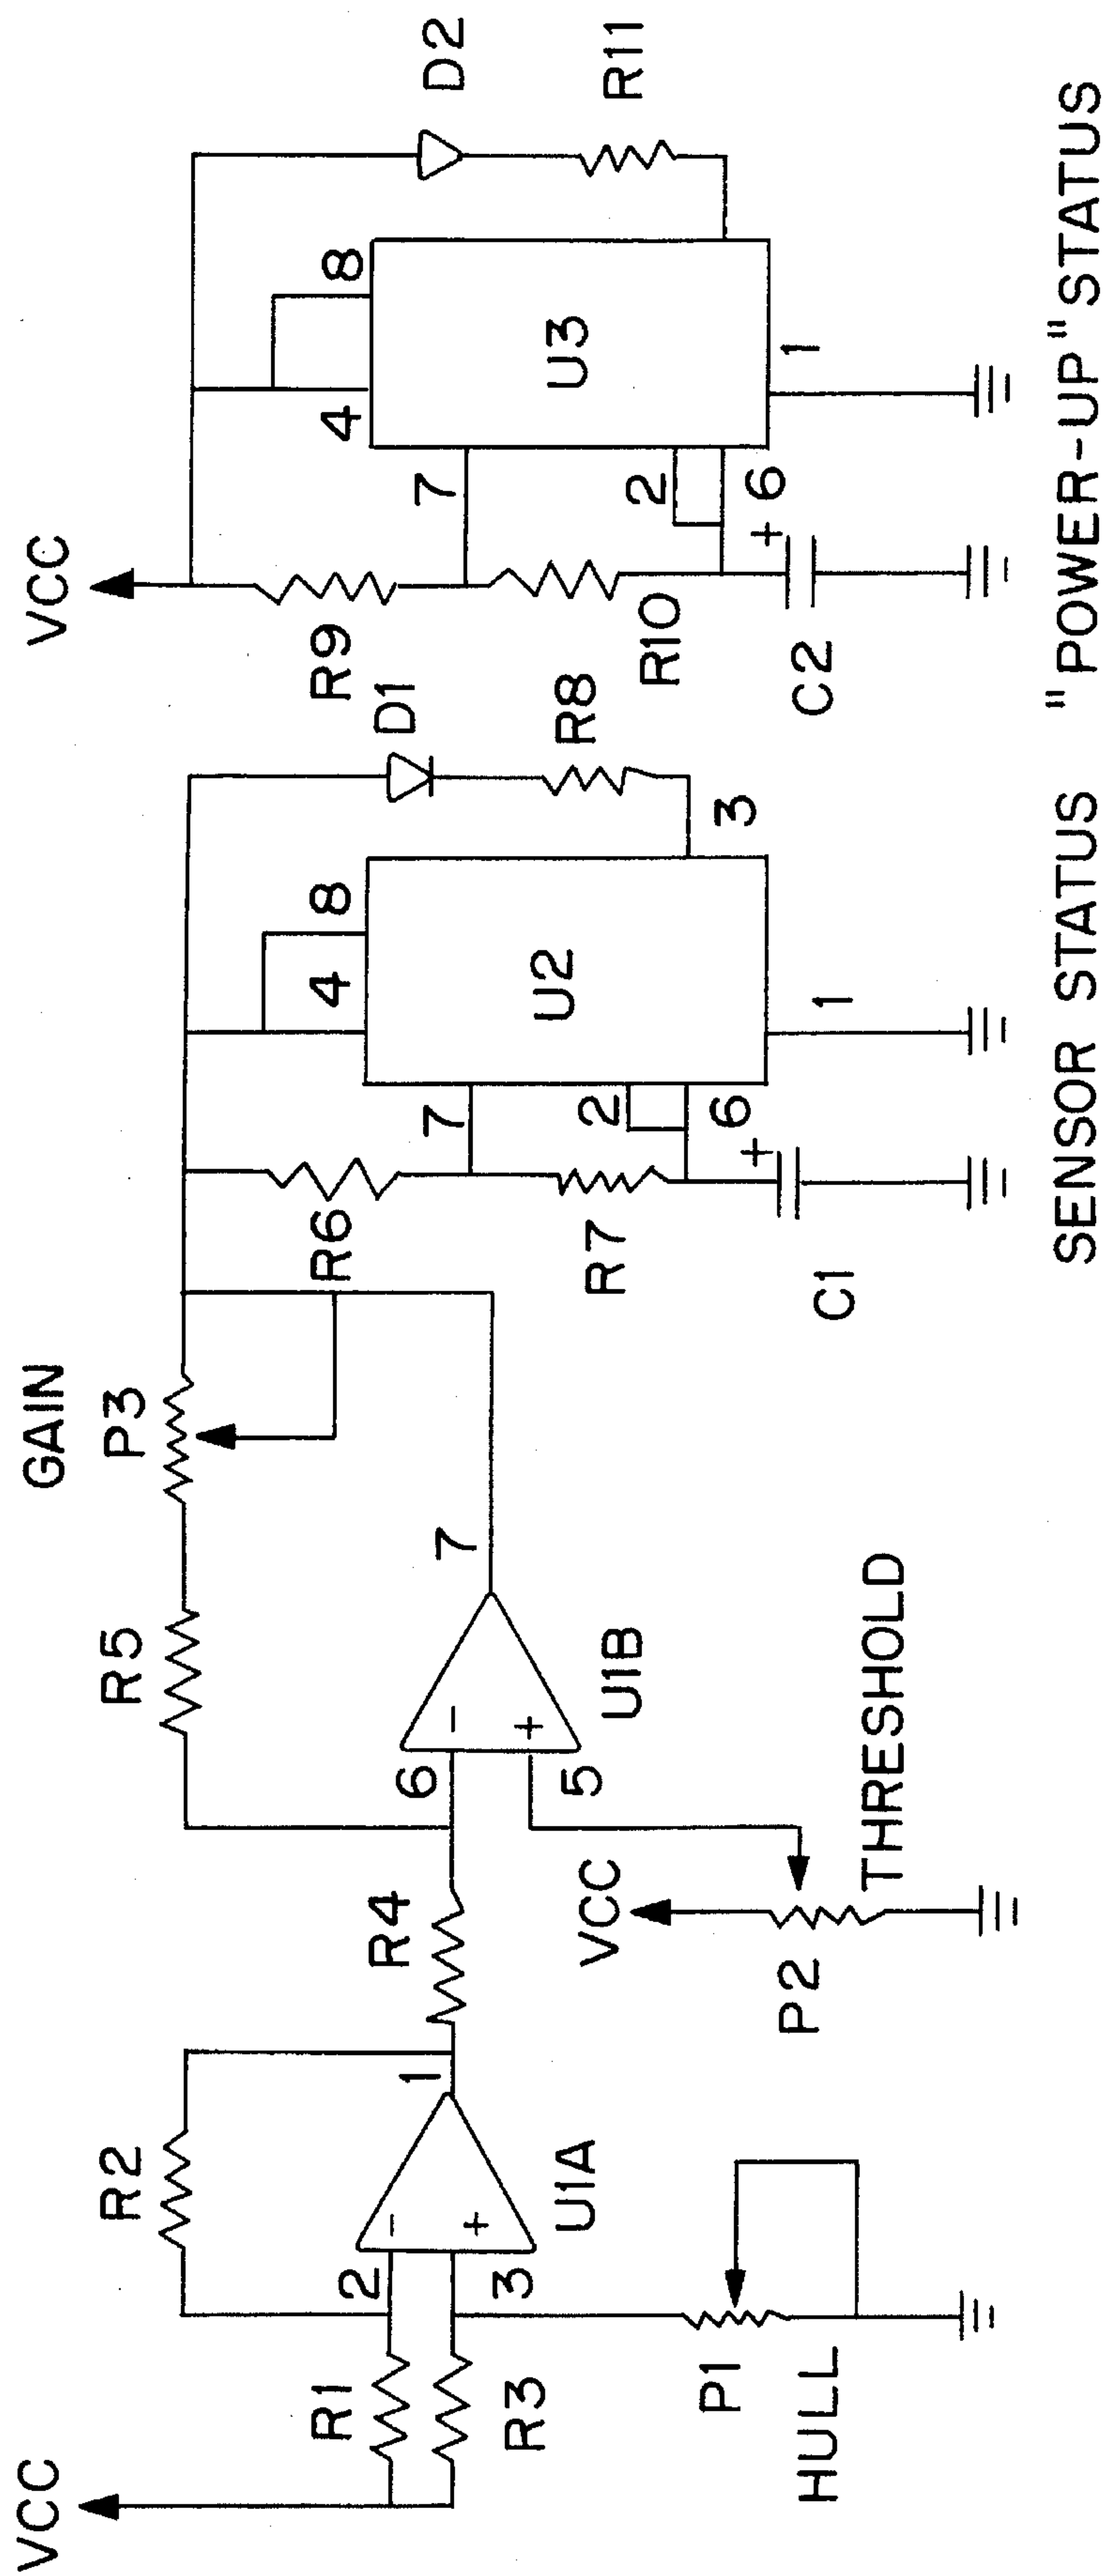 VCC
R1
R3
2
3
R2
U1A
-
+
1
P1
HULL
R4
6
5
-
+
U1B
7
R5
GAIN
P3
VCC
P2
THRESHOLD
R6
R7
C1
+
7
2
6
4
8
U2
1
3
D1
R8
SENSOR STATUS
VCC
R9
R10
C2
+
7
2
6
4
8
U3
1
D2
R11
"POWER-UP" STATUS